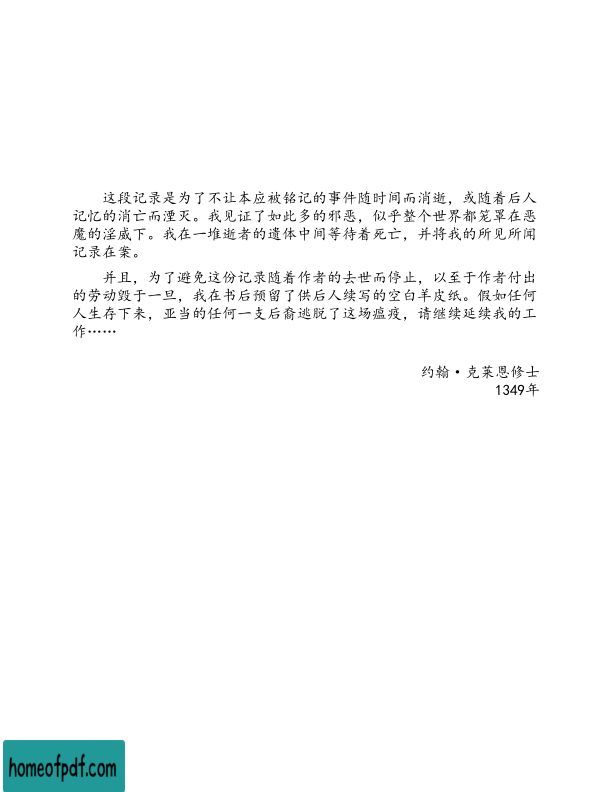 这段记录是为了不让本应被铭记的事件随时间而消逝，或随着后人
记忆的消亡而湮灭。我见证了如此多的邪恶，似乎整个世界都笼罩在恶
魔的淫威下。我在一堆逝者的遗体中间等待着死亡，并将我的所见所闻
记录在案。
并且，为了避免这份记录随着作者的去世而停止，以至于作者付出
的劳动毁于一旦，我在书后预留了供后人续写的空白羊皮纸。假如任何
人生存下来，亚当的任何一支后裔逃脱了这场瘟疫，请继续延续我的工
作……
约翰·克莱恩修士
1349年
homeofpdf.com